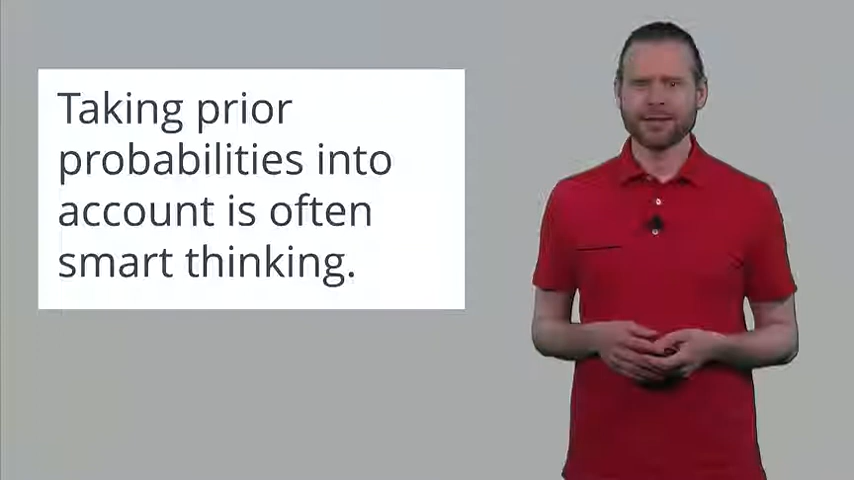 Taking prior
probabilities into
account is often
smart thinking.